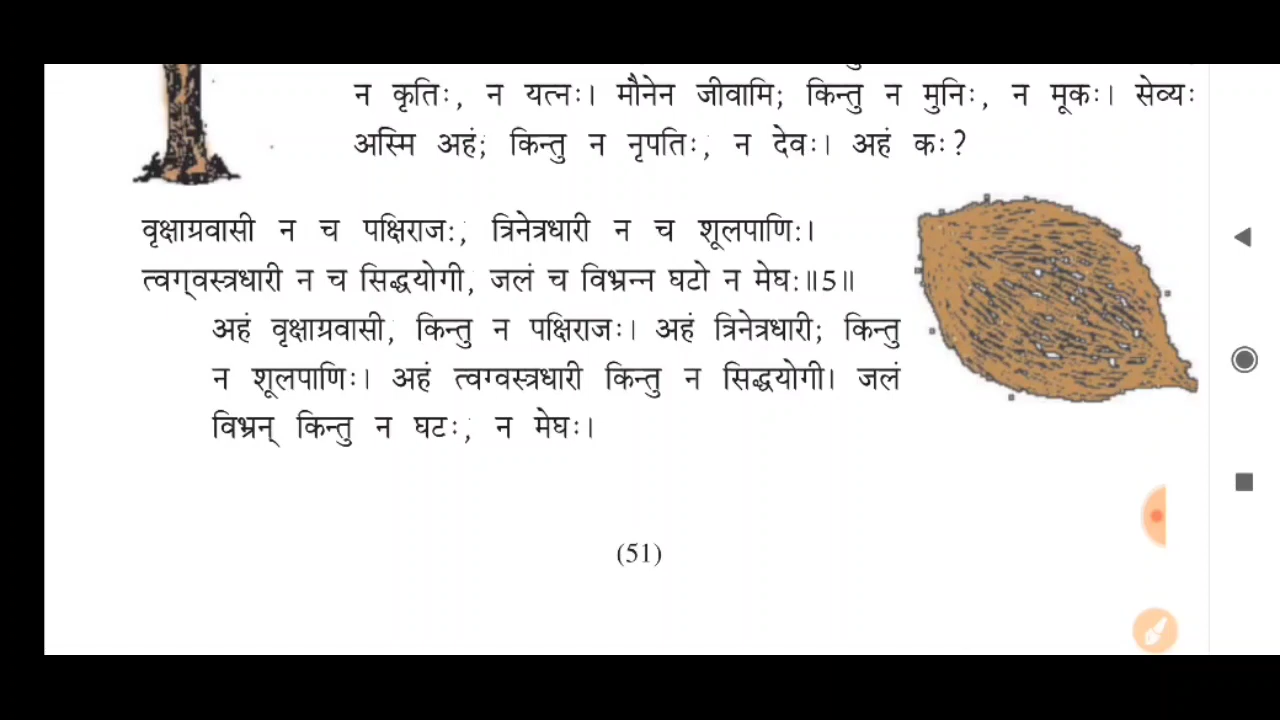 न कृतिः, न यत्नः। मौनेन जीवामि; किन्तु न मुनिः, न मूकः। सेव्यः
अस्मि अहं; किन्तु न नृपतिः, न देवः। अहं कः?
वृक्षाग्रवासी न च पक्षिराजः, त्रिनेत्रधारी न च शूलपाणिः।
त्वग्वस्त्रधारी न च सिद्धयोगी, जलं च विभ्रन्न घटो न मेघः॥5॥
अहं वृक्षाग्रवासी, किन्तु न पक्षिराजः। अहं त्रिनेत्रधारी; किन्तु
न शूलपाणिः। अहं त्वग्वस्त्रधारी किन्तु न सिद्धयोगी। जलं
विभ्रन् किन्तु न घटः, न मेघः।
(51)